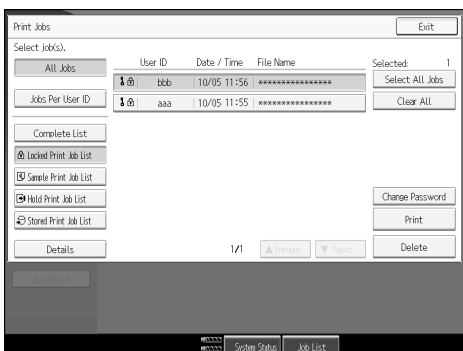 Print Jobs
Exit
Select job(s).
All Jobs
Jobs Per User ID
Complete List
Locked Print Job List
Sample Print Job List
Hold Print Job List
Stored Print Job List
Details
User ID Date / Time File Name
bbb 10/05 11:56 ****************
aaa 10/05 11:55 ****************
1/1 ▲ Previous ▼ Next
Selected: 1
Select All Jobs
Clear All
Change Password
Print
Delete
Job Reset
System Status Job List